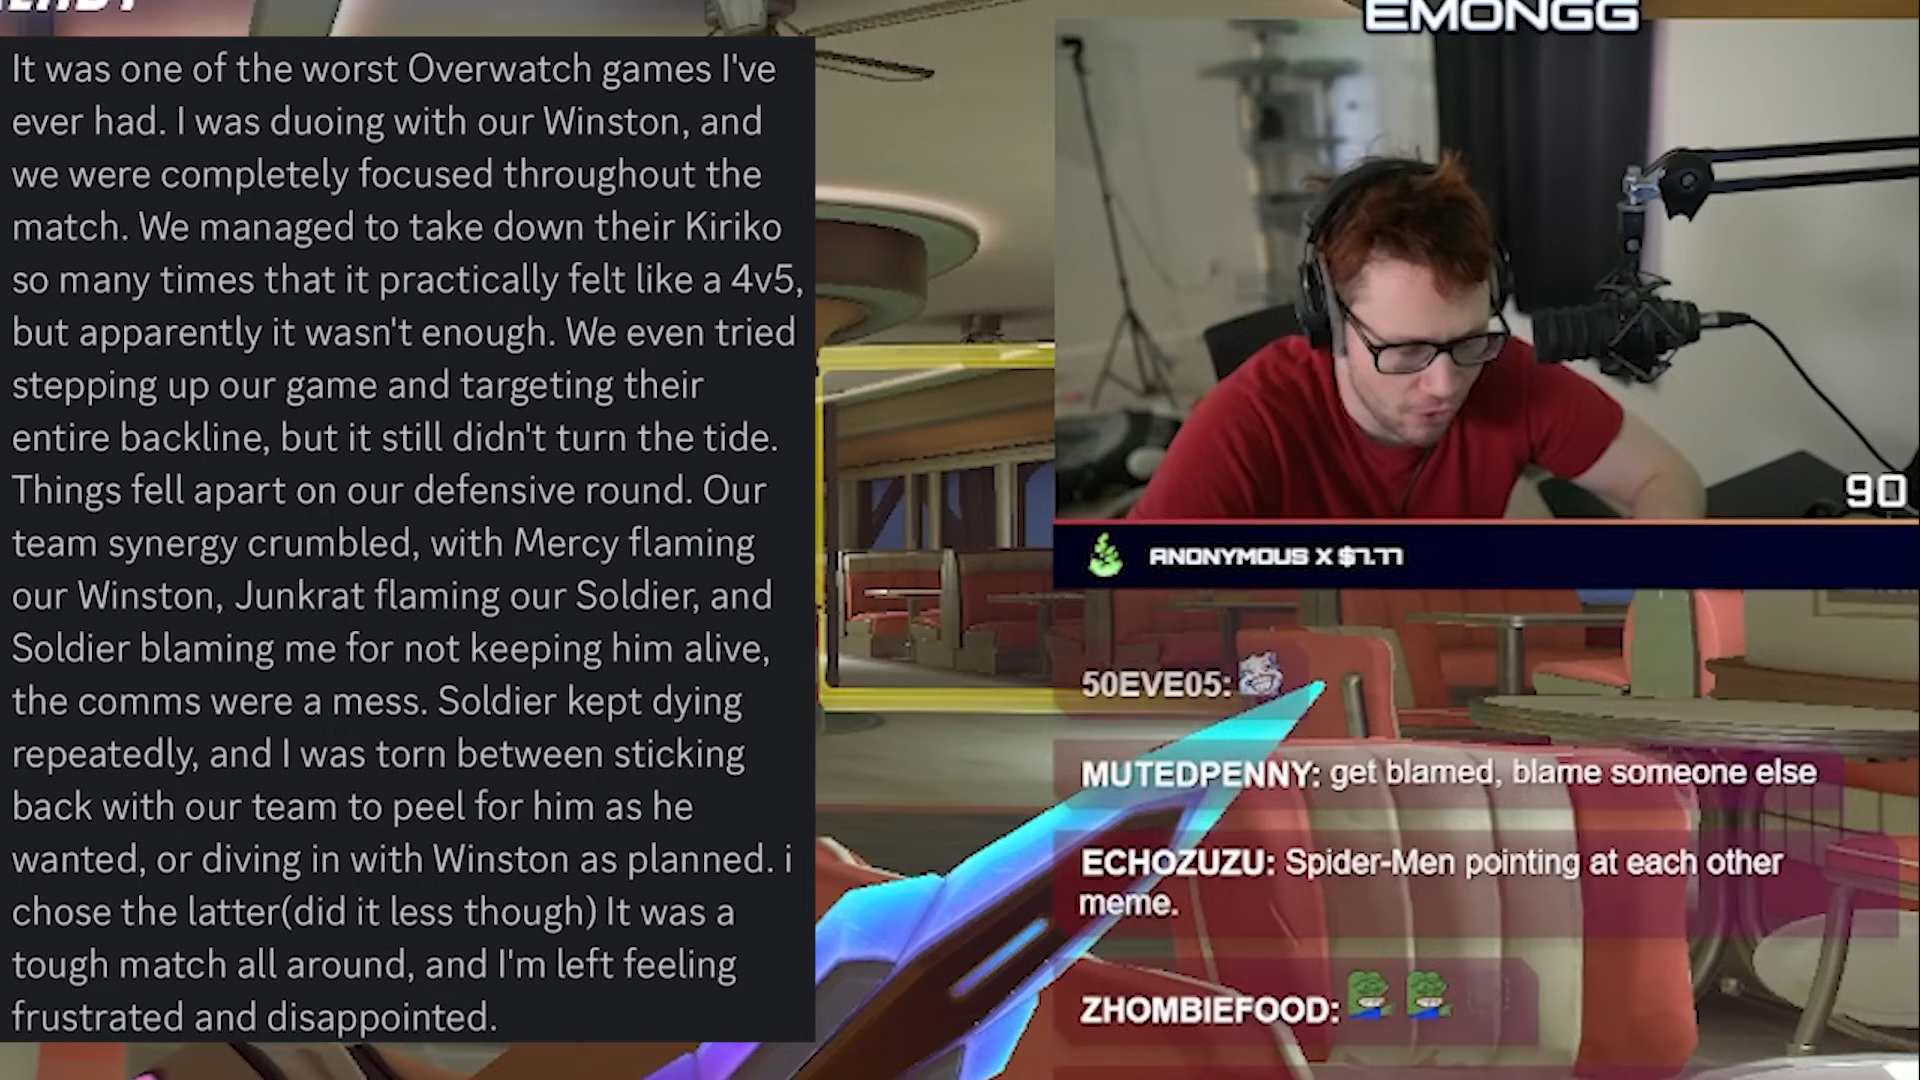 EMONGG
It was one of the worst Overwatch games I've
ever had. I was duoing with our Winston, and
we were completely focused throughout the
match. We managed to take down their Kiriko
so many times that it practically felt like a 4v5,
but apparently it wasn't enough. We even tried
stepping up our game and targeting their
entire backline, but it still didn't turn the tide.
Things fell apart on our defensive round. Our
team synergy crumbled, with Mercy flaming
our Winston, Junkrat flaming our Soldier, and
Soldier blaming me for not keeping him alive,
the comms were a mess. Soldier kept dying
repeatedly, and I was torn between sticking
back with our team to peel for him as he
wanted, or diving in with Winston as planned. i
chose the latter(did it less though) It was a
tough match all around, and I'm left feeling
frustrated and disappointed.
90
ANONYMOUS X $7.77
50EVE05:
MUTEDPENNY: get blamed, blame someone else
ECHOZUZU: Spider-Men pointing at each other
meme.
ZHOMBIEFOOD: